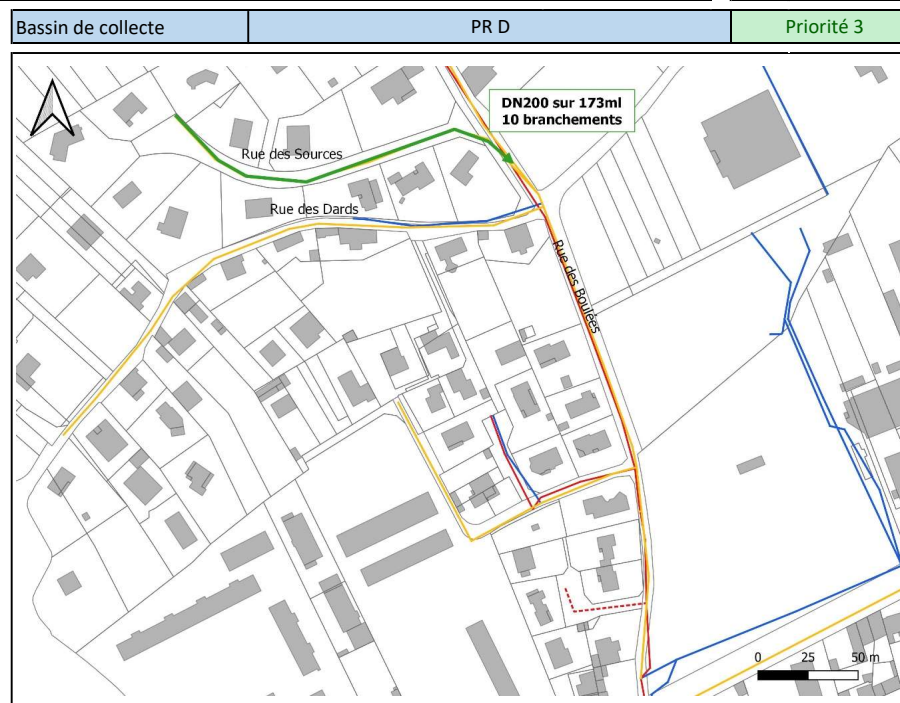 Bassin de collecte
PR D
Priorité 3
DN200 sur 173ml
10 branchements
Rue des Sources
Rue des Dards
Rue des Boulées
0 25 50 m